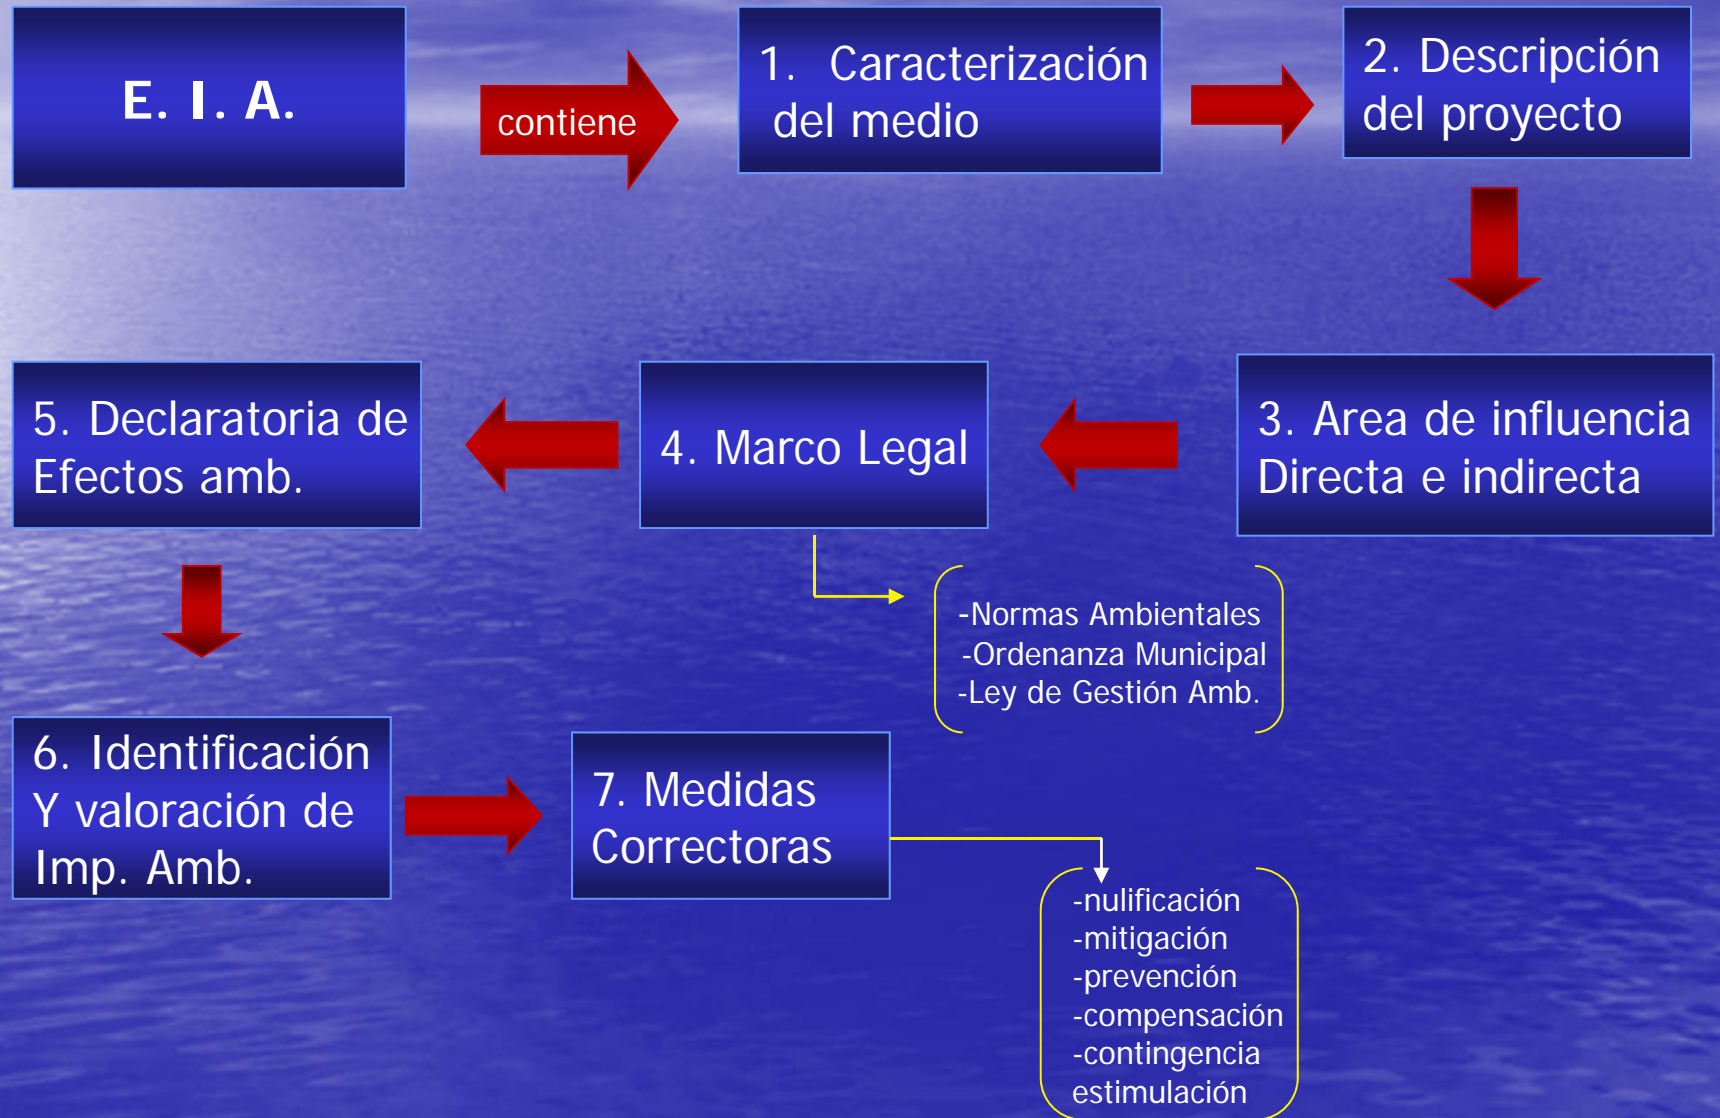 E. I. A.
contiene
1. Caracterización
del medio
2. Descripción
del proyecto
3. Area de influencia
Directa e indirecta
4. Marco Legal
-Normas Ambientales
-Ordenanza Municipal
-Ley de Gestión Amb.
5. Declaratoria de
Efectos amb.
6. Identificación
Y valoración de
Imp. Amb.
7. Medidas
Correctoras
-nulificación
-mitigación
-prevención
-compensación
-contingencia
estimulación